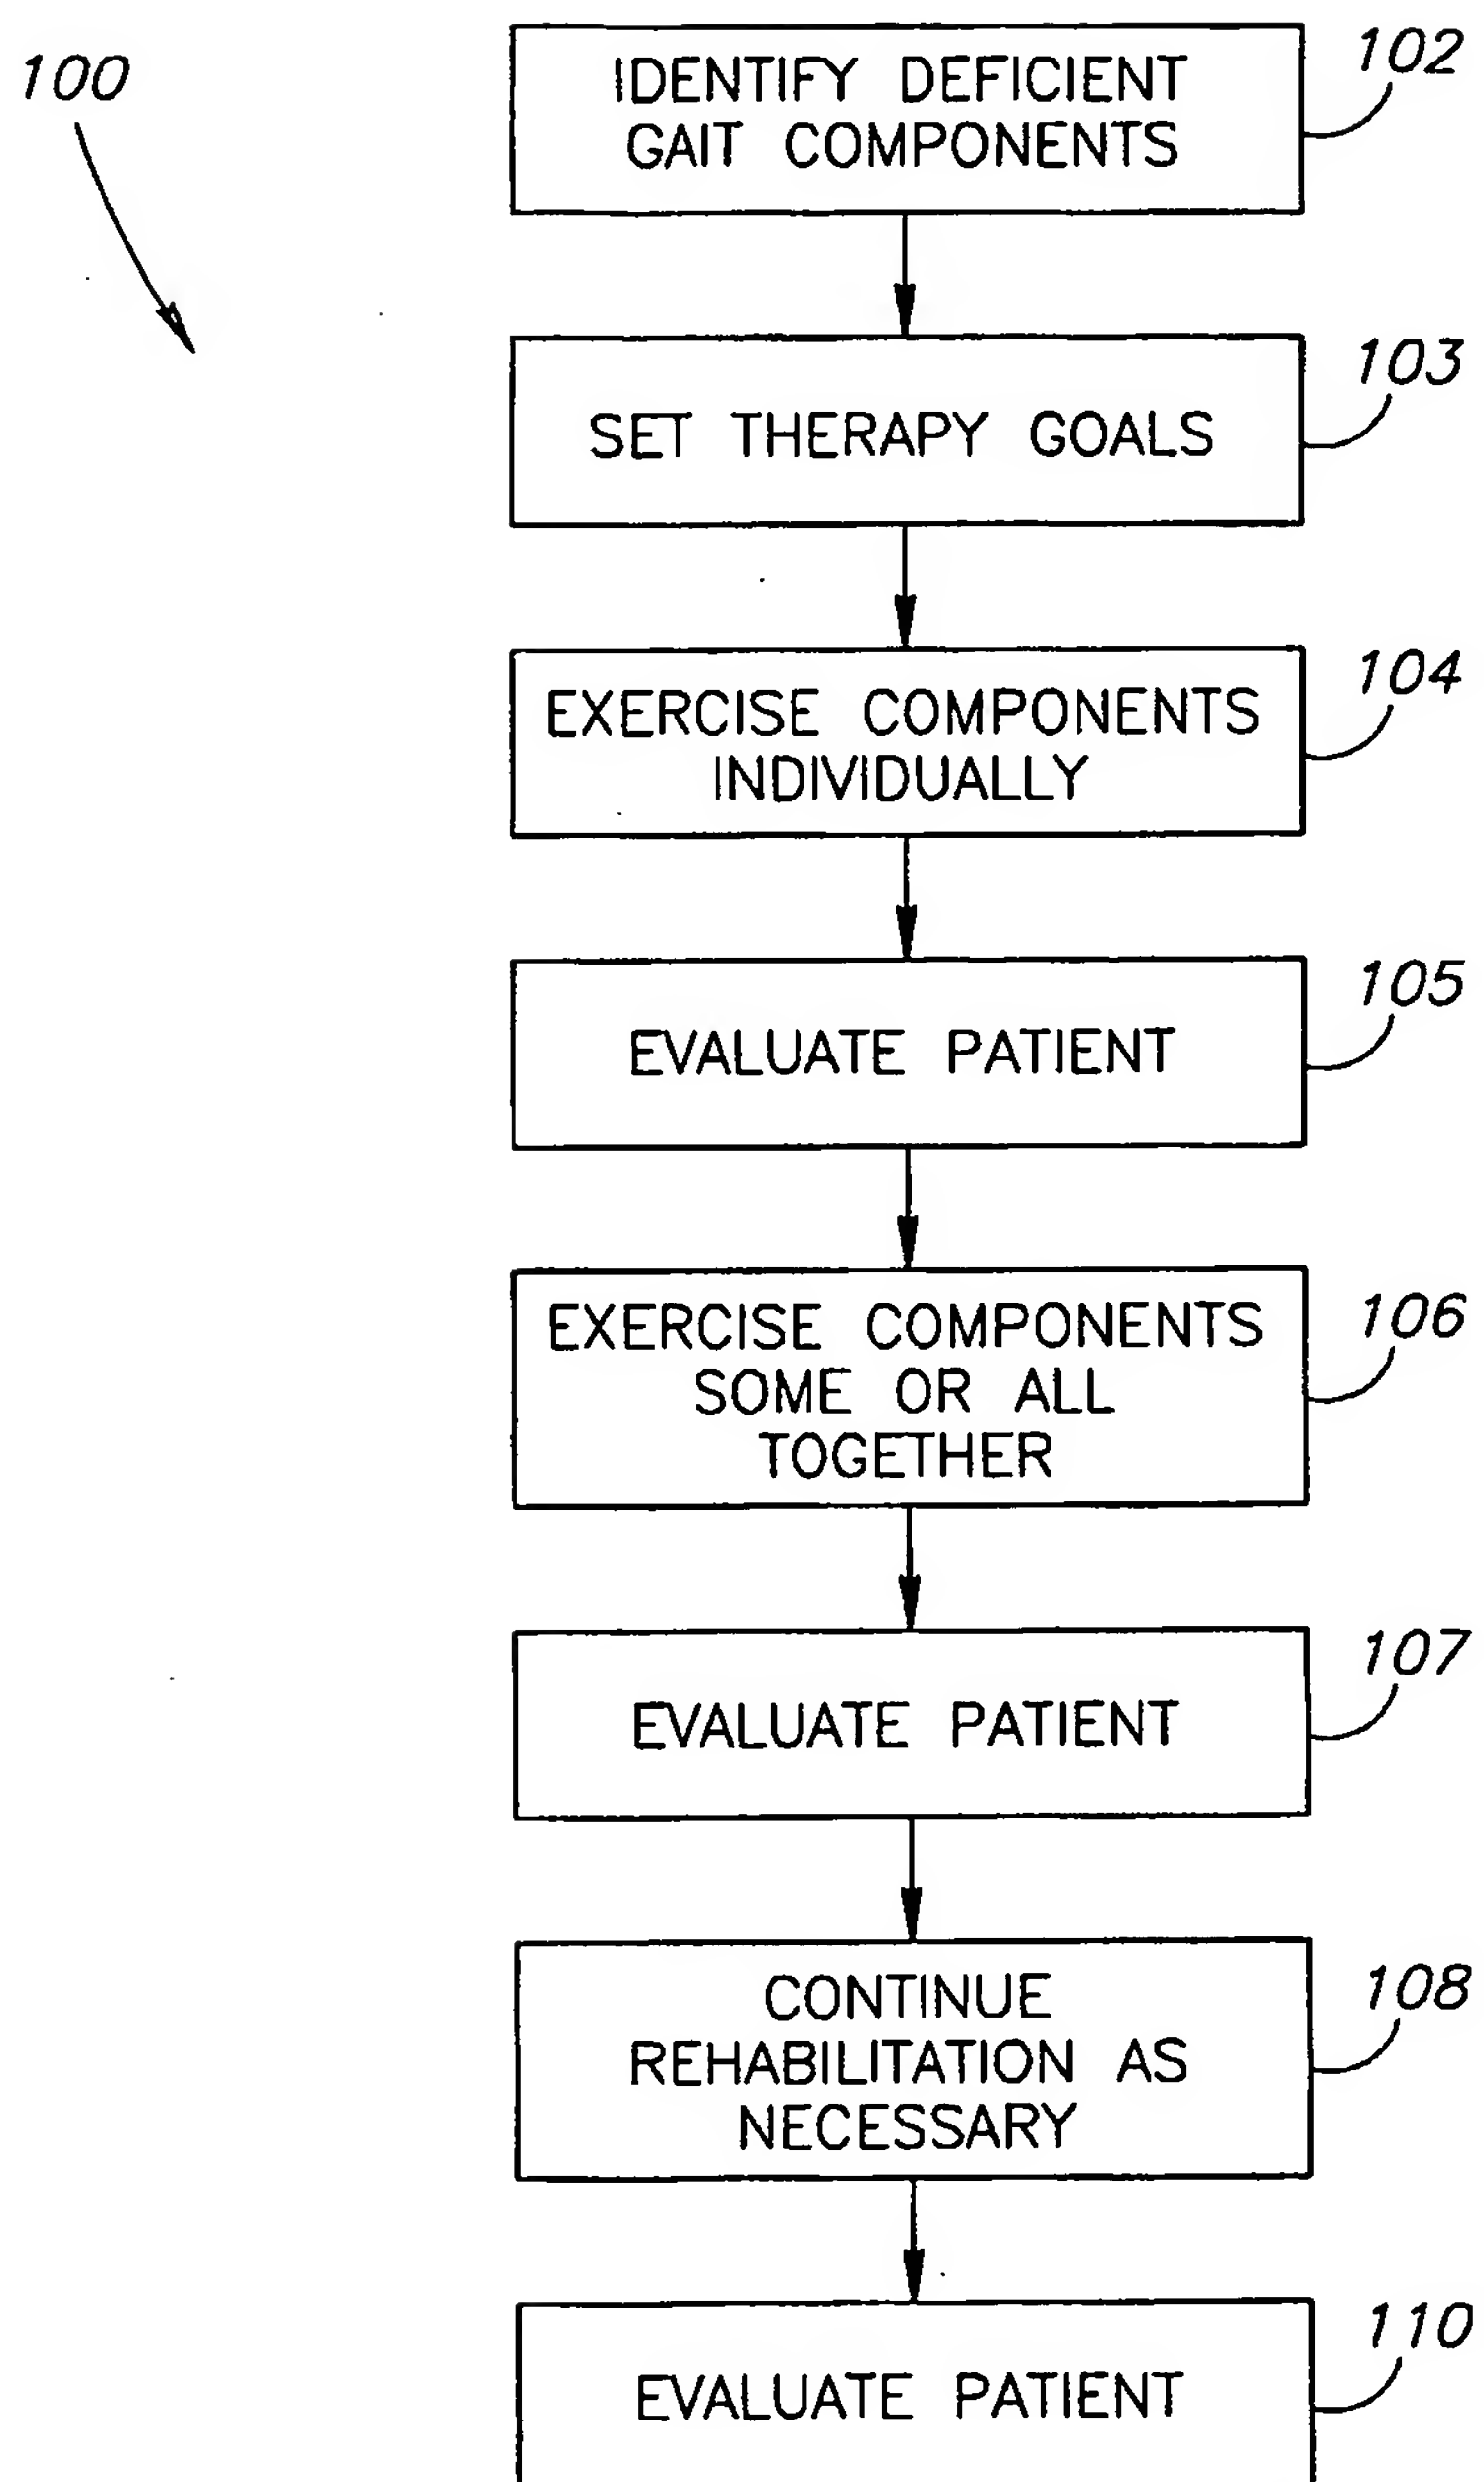 100
IDENTIFY DEFICIENT
GAIT COMPONENTS
102
SET THERAPY GOALS
103
EXERCISE COMPONENTS
INDIVIDUALLY
104
EVALUATE PATIENT
105
EXERCISE COMPONENTS
SOME OR ALL
TOGETHER
106
EVALUATE PATIENT
107
CONTINUE
REHABILITATION AS
NECESSARY
108
EVALUATE PATIENT
110